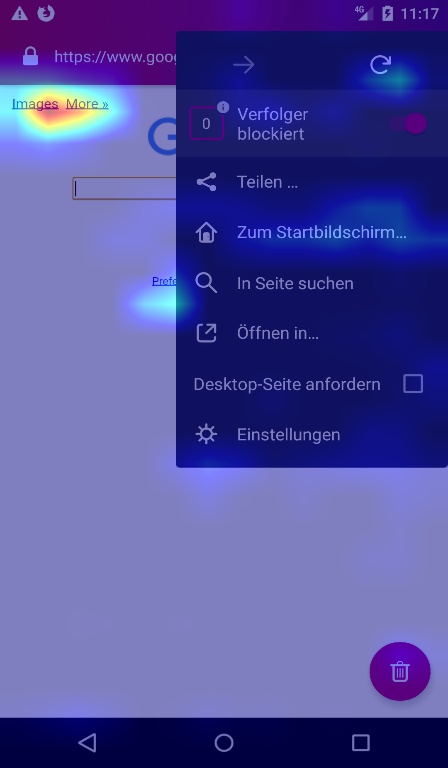 4G 11:17
https://www.goog
Images More »
0 Verfolger
blockiert
G
Teilen ...
Zum Startbildschirm...
Prefe
In Seite suchen
Öffnen in...
Desktop-Seite anfordern
Einstellungen